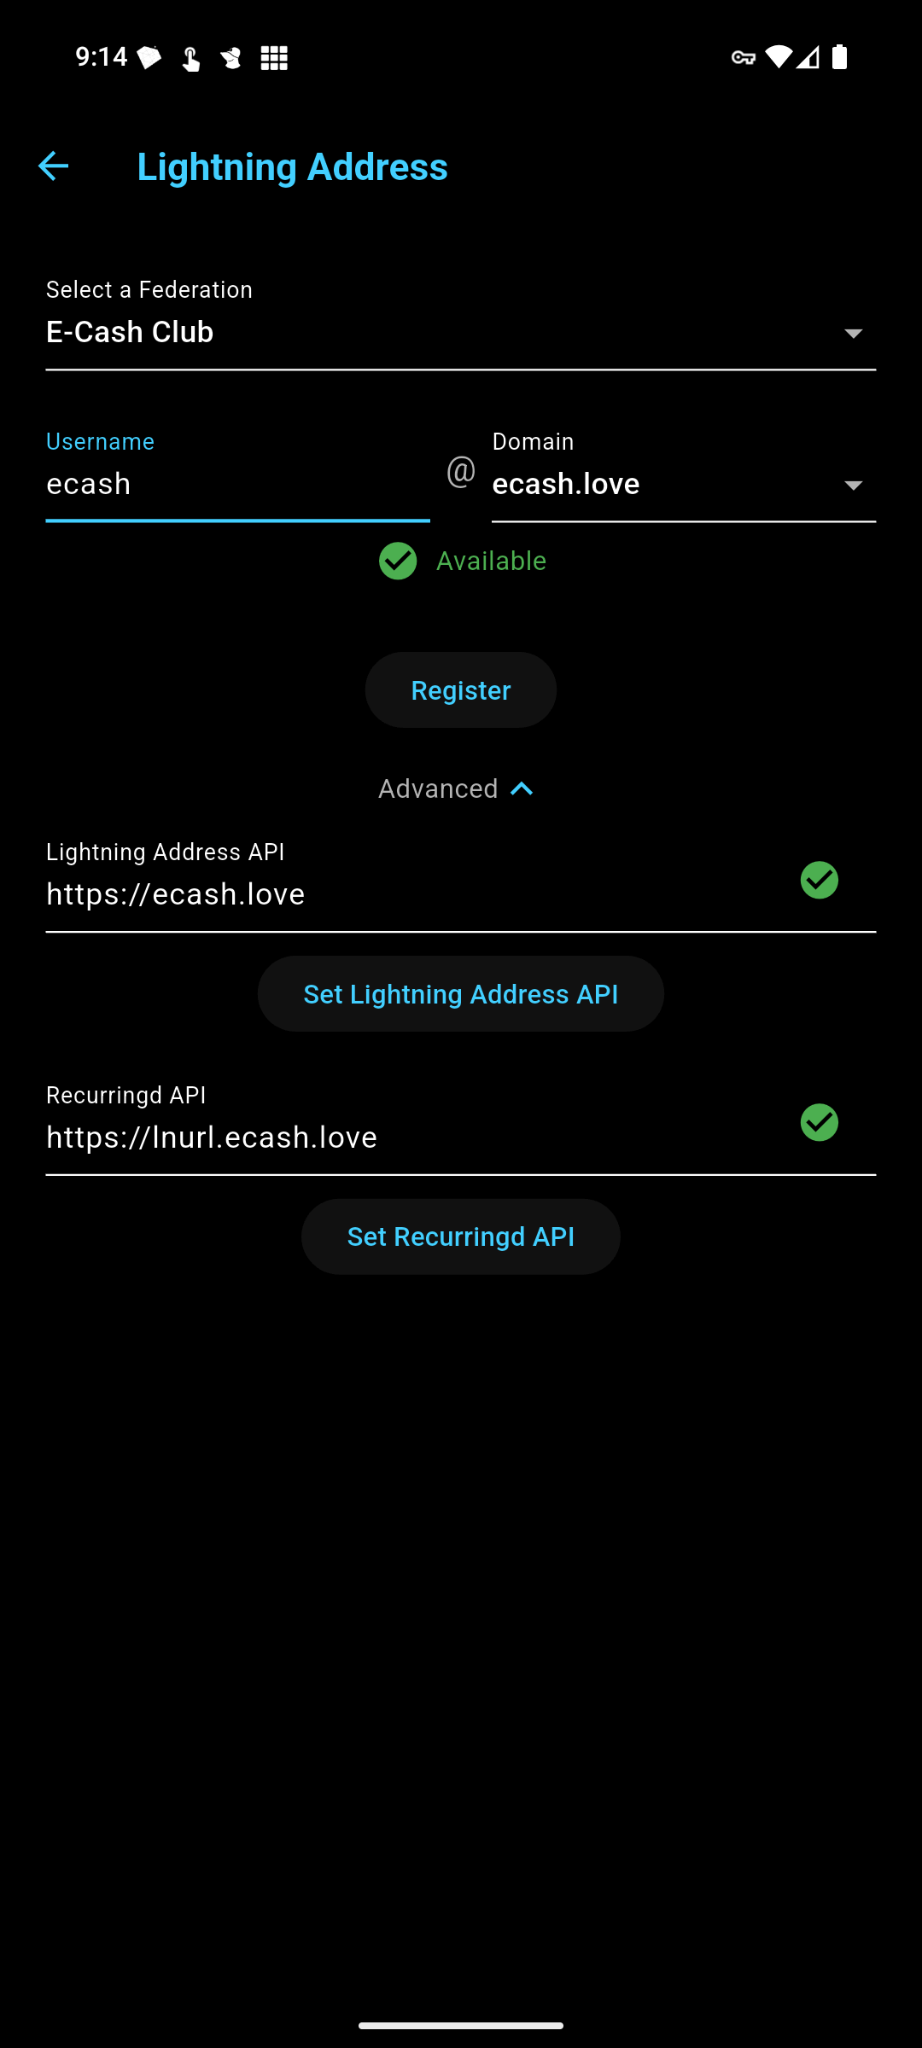 9:14
Lightning Address
Select a Federation
E-Cash Club
Username
ecash
@
Domain
ecash.love
Available
Register
Advanced
Lightning Address API
https://ecash.love
Set Lightning Address API
Recurringd API
https://lnurl.ecash.love
Set Recurringd API